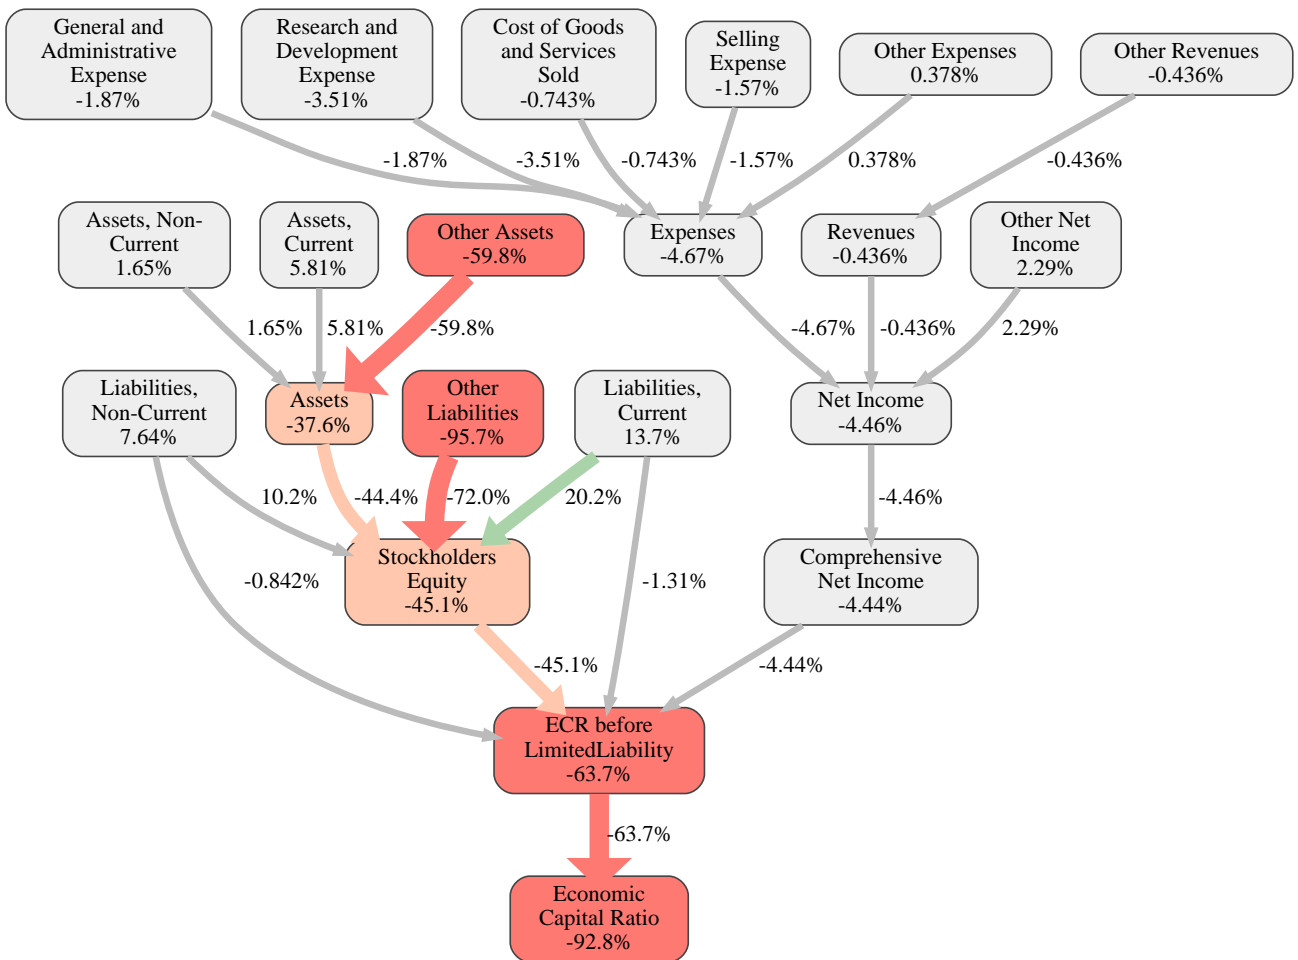 General and
Administrative
Expense
-1.87%
Research and
Development
Expense
-3.51%
Cost of Goods
and Services
Sold
-0.743%
Selling
Expense
-1.57%
Other Expenses
0.378%
Other Revenues
-0.436%
-1.87%
-3.51%
-0.743%
-1.57%
0.378%
-0.436%
Assets, Non-
Current
1.65%
Assets,
Current
5.81%
Other Assets
-59.8%
Expenses
-4.67%
Revenues
-0.436%
Other Net
Income
2.29%
1.65%
5.81%
-59.8%
-4.67%
-0.436%
2.29%
Liabilities,
Non-Current
7.64%
Assets
-37.6%
Other
Liabilities
-95.7%
Liabilities,
Current
13.7%
Net Income
-4.46%
10.2%
-44.4%
-72.0%
20.2%
-4.46%
-0.842%
Stockholders
Equity
-45.1%
-1.31%
Comprehensive
Net Income
-4.44%
-45.1%
-4.44%
ECR before
LimitedLiability
-63.7%
-63.7%
Economic
Capital Ratio
-92.8%